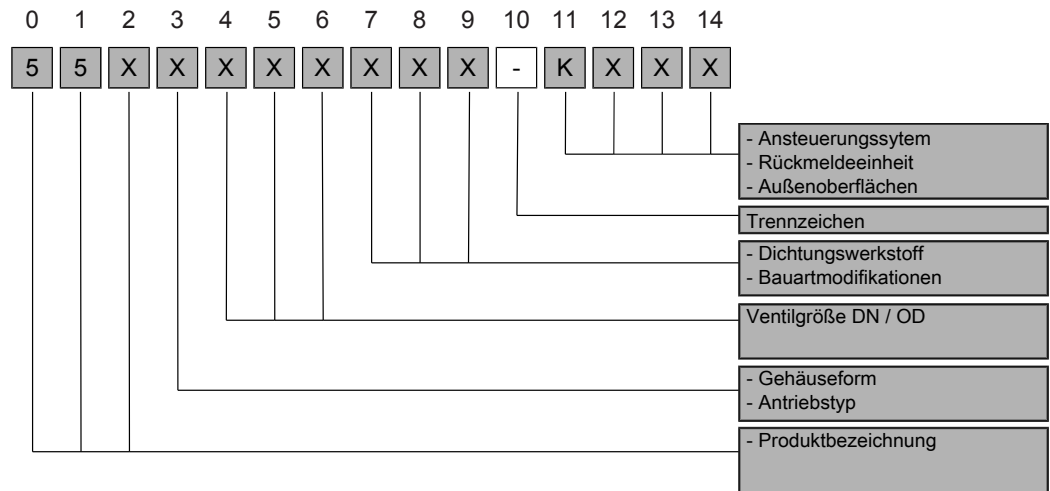 0 1 2 3 4 5 6 7 8 9 10 11 12 13 14
5 5 X X X X X X X X - K X X X
- Ansteuerungssytem
- Rückmeldeeinheit
- Außenoberflächen
Trennzeichen
- Dichtungswerkstoff
- Bauartmodifikationen
Ventilgröße DN / OD
- Gehäuseform
- Antriebstyp
- Produktbezeichnung